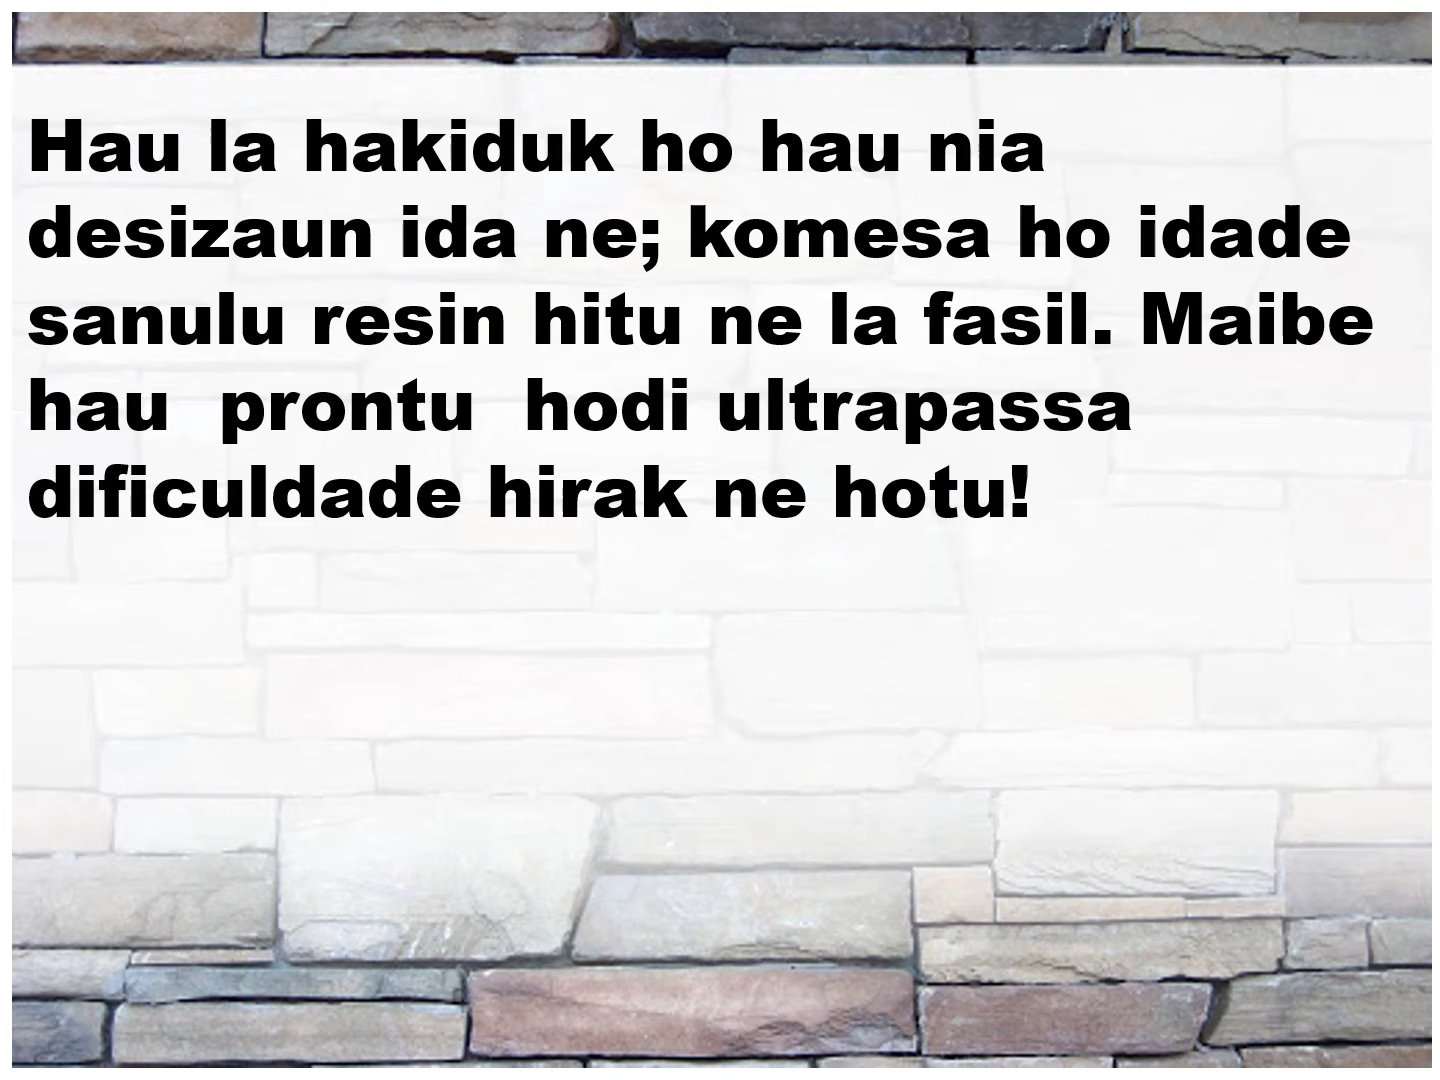 Hau la hakiduk ho hau nia
desizaun ida ne; komesa ho idade
sanulu resin hitu ne la fasil. Maibe
hau  prontu  hodi ultrapassa
dificuldade hirak ne hotu!